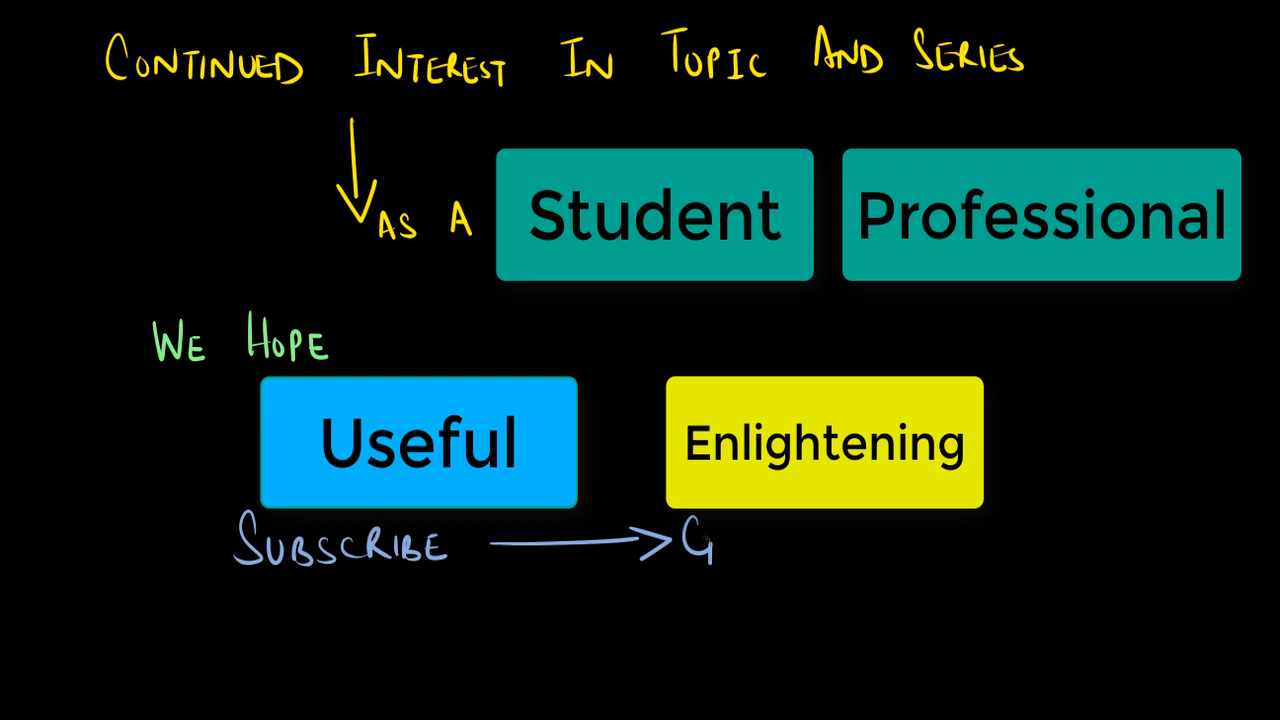 CONTINUED INTEREST IN TOPIC AND SERIES
AS A Student Professional
WE HOPE
Useful Enlightening
SUBSCRIBE G